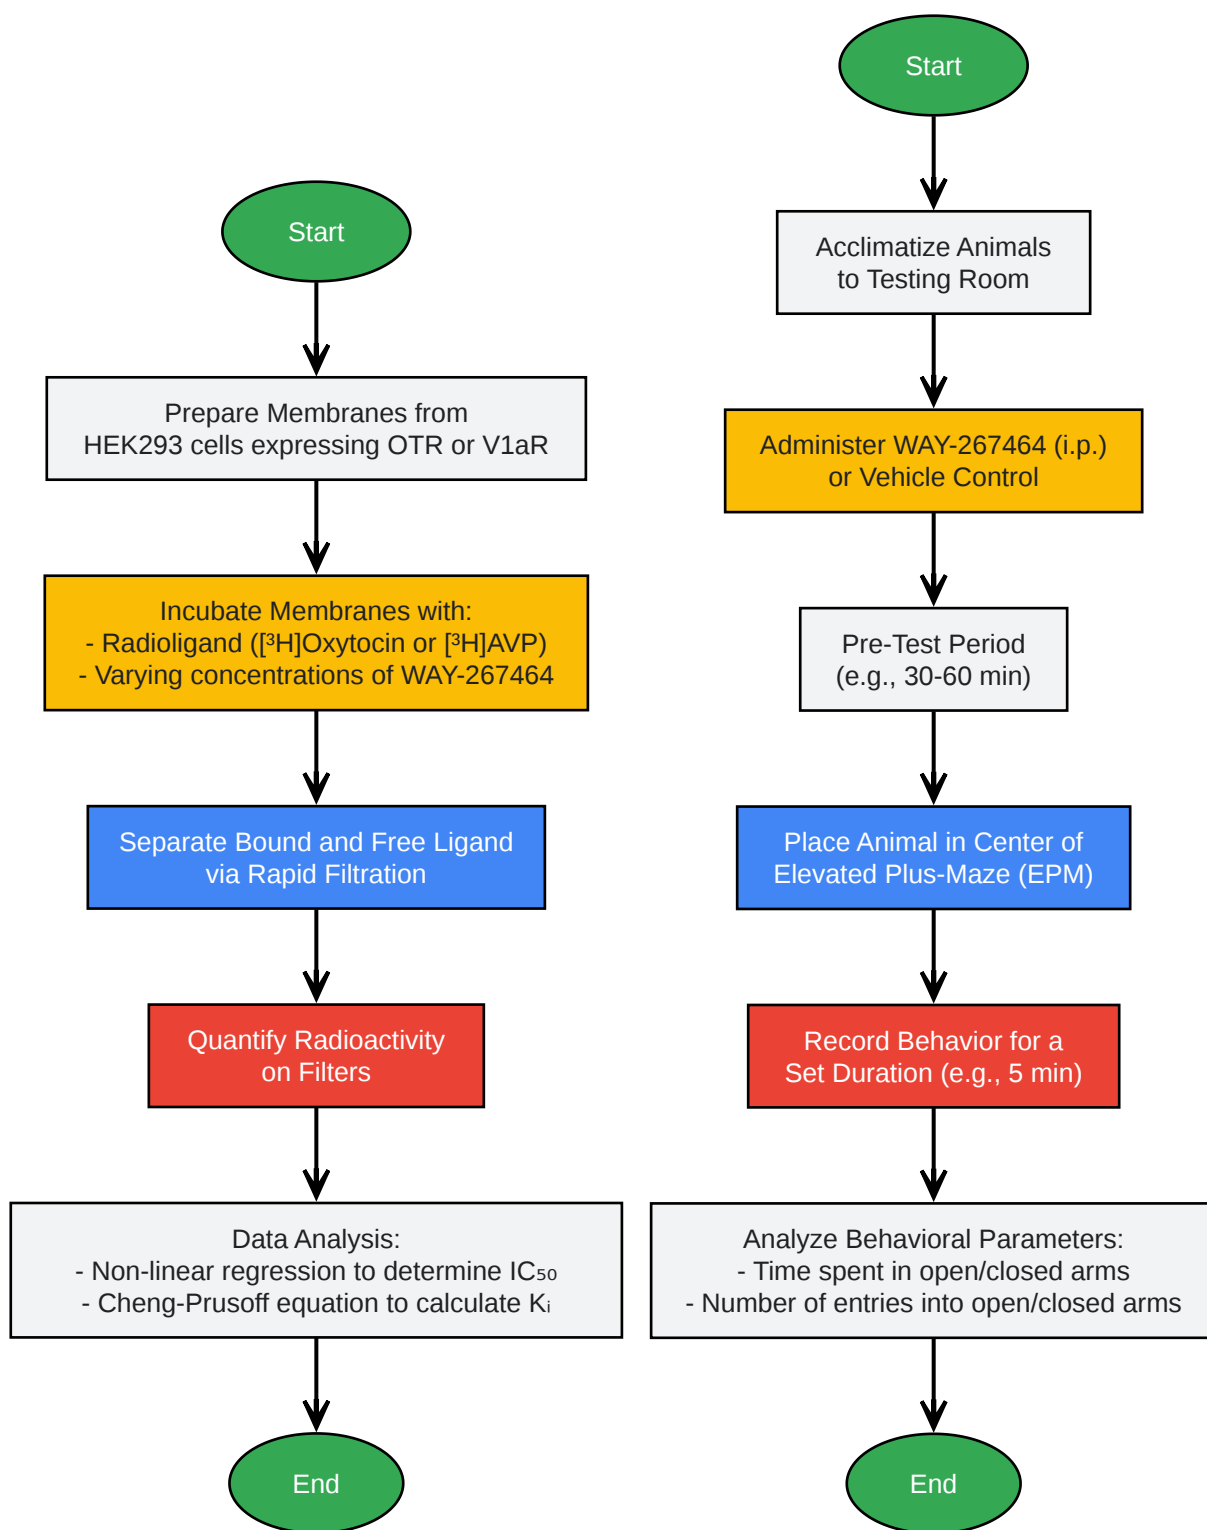 Start
Prepare Membranes from
HEK293 cells expressing OTR or V1aR
Incubate Membranes with:
- Radioligand ([³H]Oxytocin or [³H]AVP)
- Varying concentrations of WAY-267464
Separate Bound and Free Ligand
via Rapid Filtration
Quantify Radioactivity
on Filters
Data Analysis:
- Non-linear regression to determine IC₅₀
- Cheng-Prusoff equation to calculate Kᵢ
End
Start
Acclimatize Animals
to Testing Room
Administer WAY-267464 (i.p.)
or Vehicle Control
Pre-Test Period
(e.g., 30-60 min)
Place Animal in Center of
Elevated Plus-Maze (EPM)
Record Behavior for a
Set Duration (e.g., 5 min)
Analyze Behavioral Parameters:
- Time spent in open/closed arms
- Number of entries into open/closed arms
End